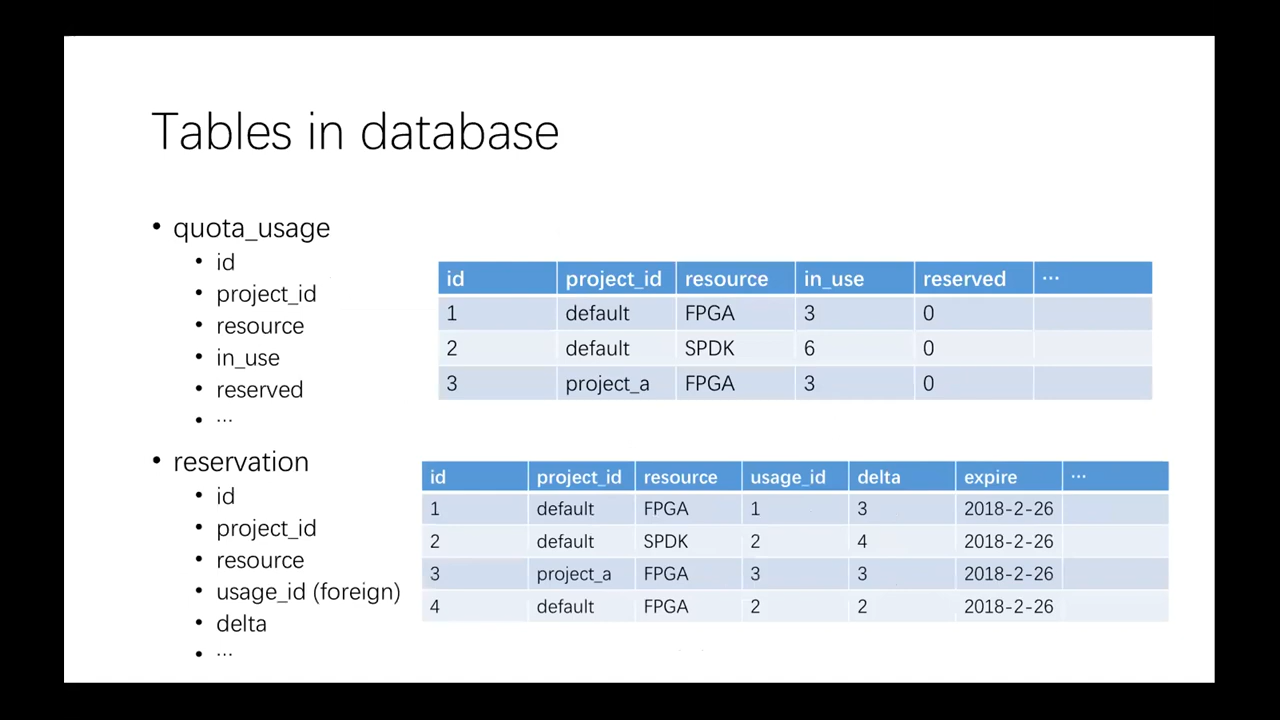 Tables in database
• quota_usage
• id
• project_id
• resource
• in_use
• reserved
• ...
id project_id resource in_use reserved ...
1 default FPGA 3 0
2 default SPDK 6 0
3 project_a FPGA 3 0
• reservation
• id
• project_id
• resource
• usage_id (foreign)
• delta
• ...
id project_id resource usage_id delta expire ...
1 default FPGA 1 3 2018-2-26
2 default SPDK 2 4 2018-2-26
3 project_a FPGA 3 3 2018-2-26
4 default FPGA 2 2 2018-2-26